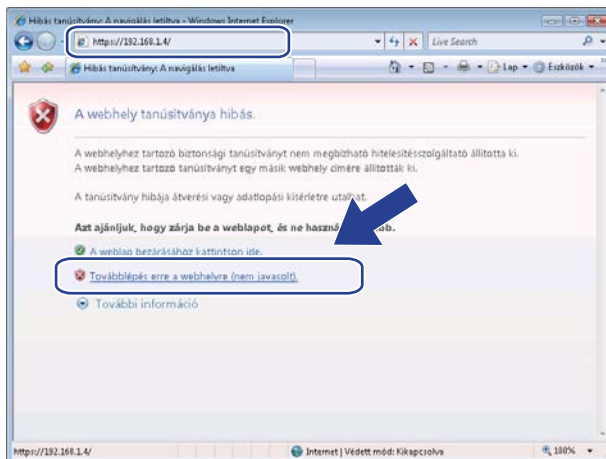 Hibás tanúsítvány: A navigálás letiltva - Windows Internet Explorer
https://192.168.1.4/
Live Search
Hibás tanúsítvány: A navigálás letiltva
Lap
Eszközök
A webhely tanúsítványa hibás.
A webhelyhez tartozó biztonsági tanúsítványt nem megbízható hitelesítésszolgáltató állította ki.
A webhelyhez tartozó tanúsítványt egy másik webhely címére állították ki.
A tanúsítvány hibája átverési vagy adatlopási kísérletre utalhat.
Azt ajánljuk, hogy zárja be a weblapot, és ne
A weblap bezárásához kattintson ide.
Továbblépés erre a webhelyre (nem javasolt).
További információ
https://192.168.1.4/
Internet | Védett mód: Kikapcsolva
100%